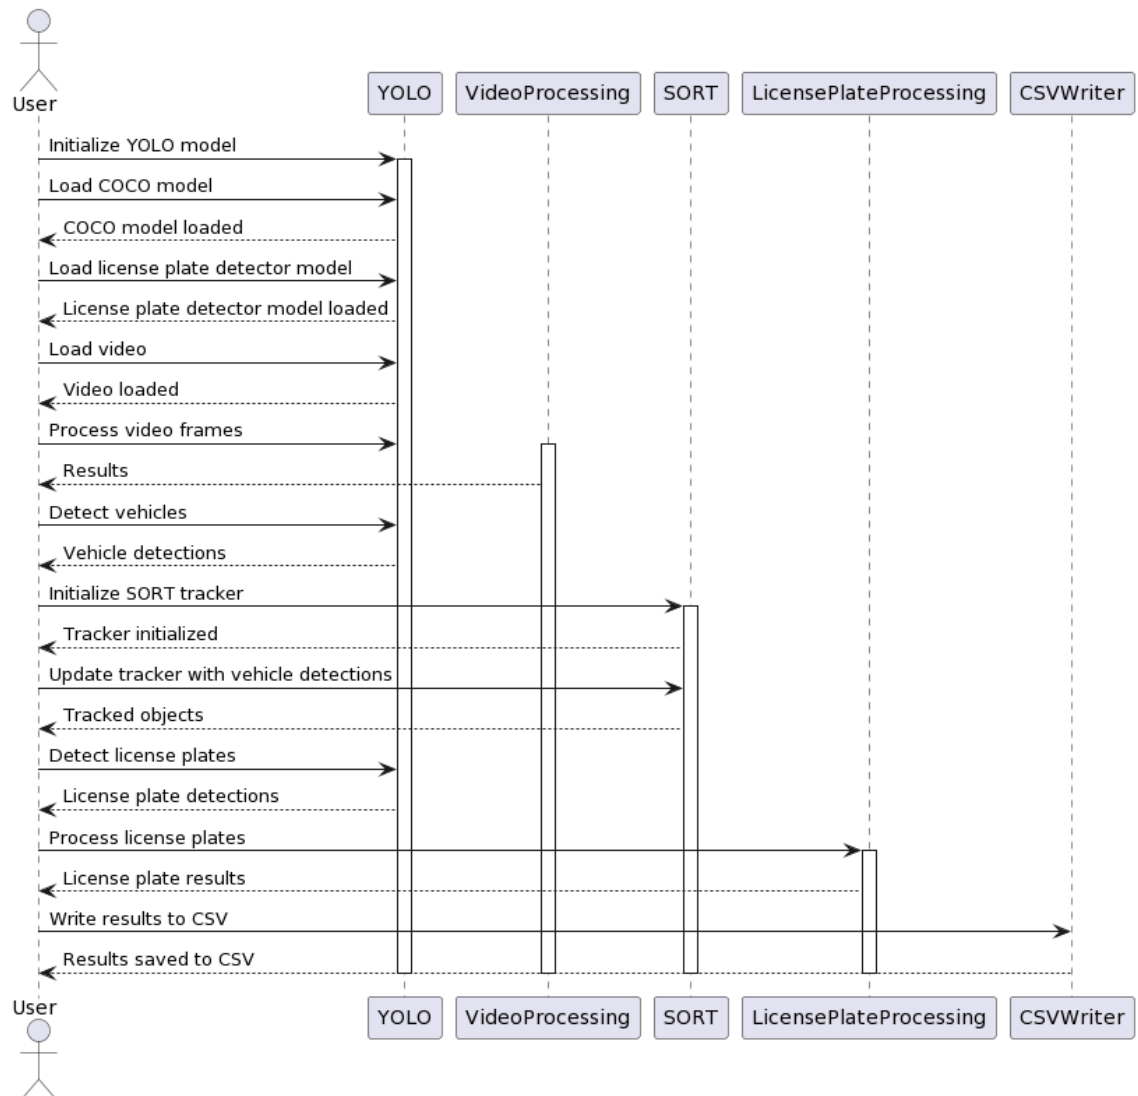 User
YOLO
VideoProcessing
SORT
LicensePlateProcessing
CSVWriter
Initialize YOLO model
Load COCO model
COCO model loaded
Load license plate detector model
License plate detector model loaded
Load video
Video loaded
Process video frames
Results
Detect vehicles
Vehicle detections
Initialize SORT tracker
Tracker initialized
Update tracker with vehicle detections
Tracked objects
Detect license plates
License plate detections
Process license plates
License plate results
Write results to CSV
Results saved to CSV
User
YOLO
VideoProcessing
SORT
LicensePlateProcessing
CSVWriter